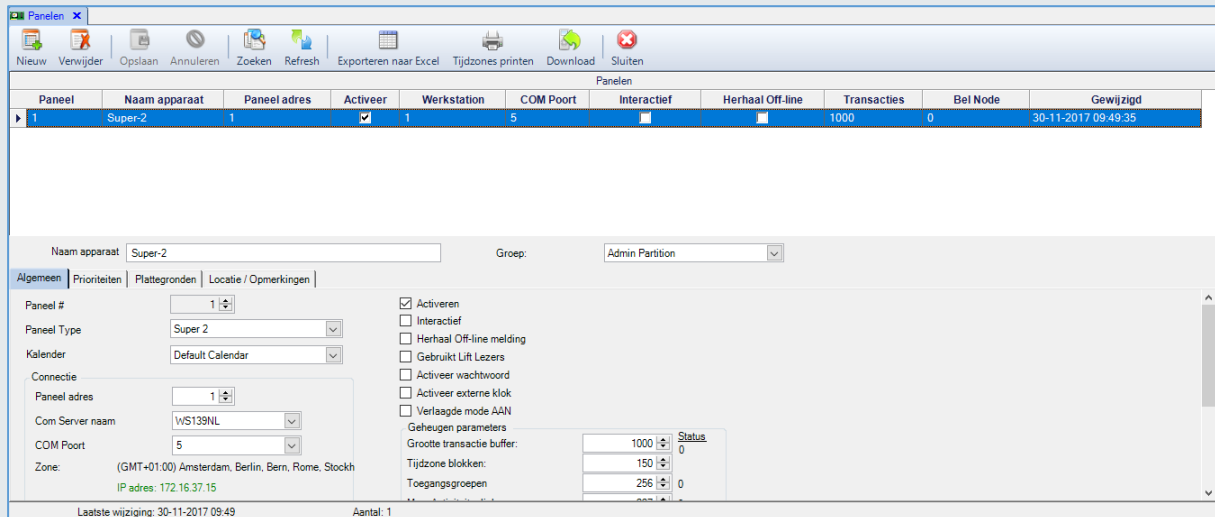 Panelen X
Nieuw Verwijder Opslaan Annuleren Zoeken Refresh Exporteren naar Excel Tijdzones printen Download Sluiten
Panelen
Paneel Naam apparaat Paneel adres Activeer Werkstation COM Poort Interactief Herhaal Off-line Transacties Bel Node Gewijzigd
1 Super-2 1 1 5 1000 0 30-11-2017 09:49:35
Naam apparaat Super-2 Groep: Admin Partition
Algemeen Prioriteiten Plattegronden Locatie / Opmerkingen
Paneel # 1
Paneel Type Super 2
Kalender Default Calendar
Connectie
Paneel adres 1
Com Server naam WS139NL
COM Poort 5
Zone: (GMT+01:00) Amsterdam, Berlin, Bern, Rome, Stockh
IP adres: 172.16.37.15
Activeren
Interactief
Herhaal Off-line melding
Gebruikt Lift Lezers
Activeer wachtwoord
Activeer externe klok
Verlaagde mode AAN
Geheugen parameters
Status
Grootte transactie buffer: 1000 0
Tijdzone blokken: 150
Toegangsgroepen 256 0
Laatste wijziging: 30-11-2017 09:49 Aantal: 1